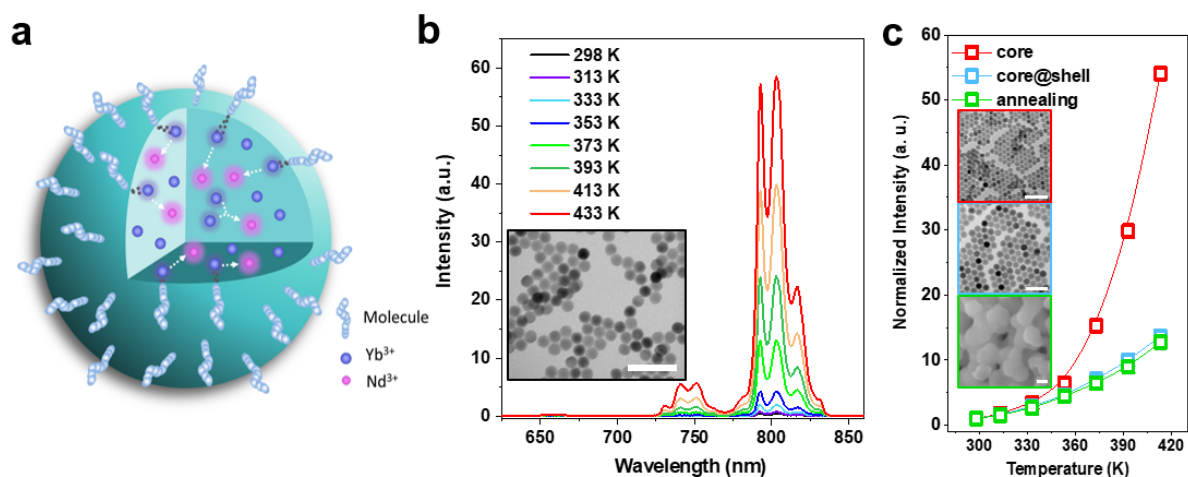 a
Molecule
Yb³⁺
Nd³⁺
b
298 K
313 K
333 K
353 K
373 K
393 K
413 K
433 K
60
50
40
30
20
10
0
Intensity (a.u.)
650
700
750
800
850
Wavelength (nm)
c
core
core@shell
annealing
60
50
40
30
20
10
0
Normalized Intensity (a. u.)
300
330
360
390
420
Temperature (K)